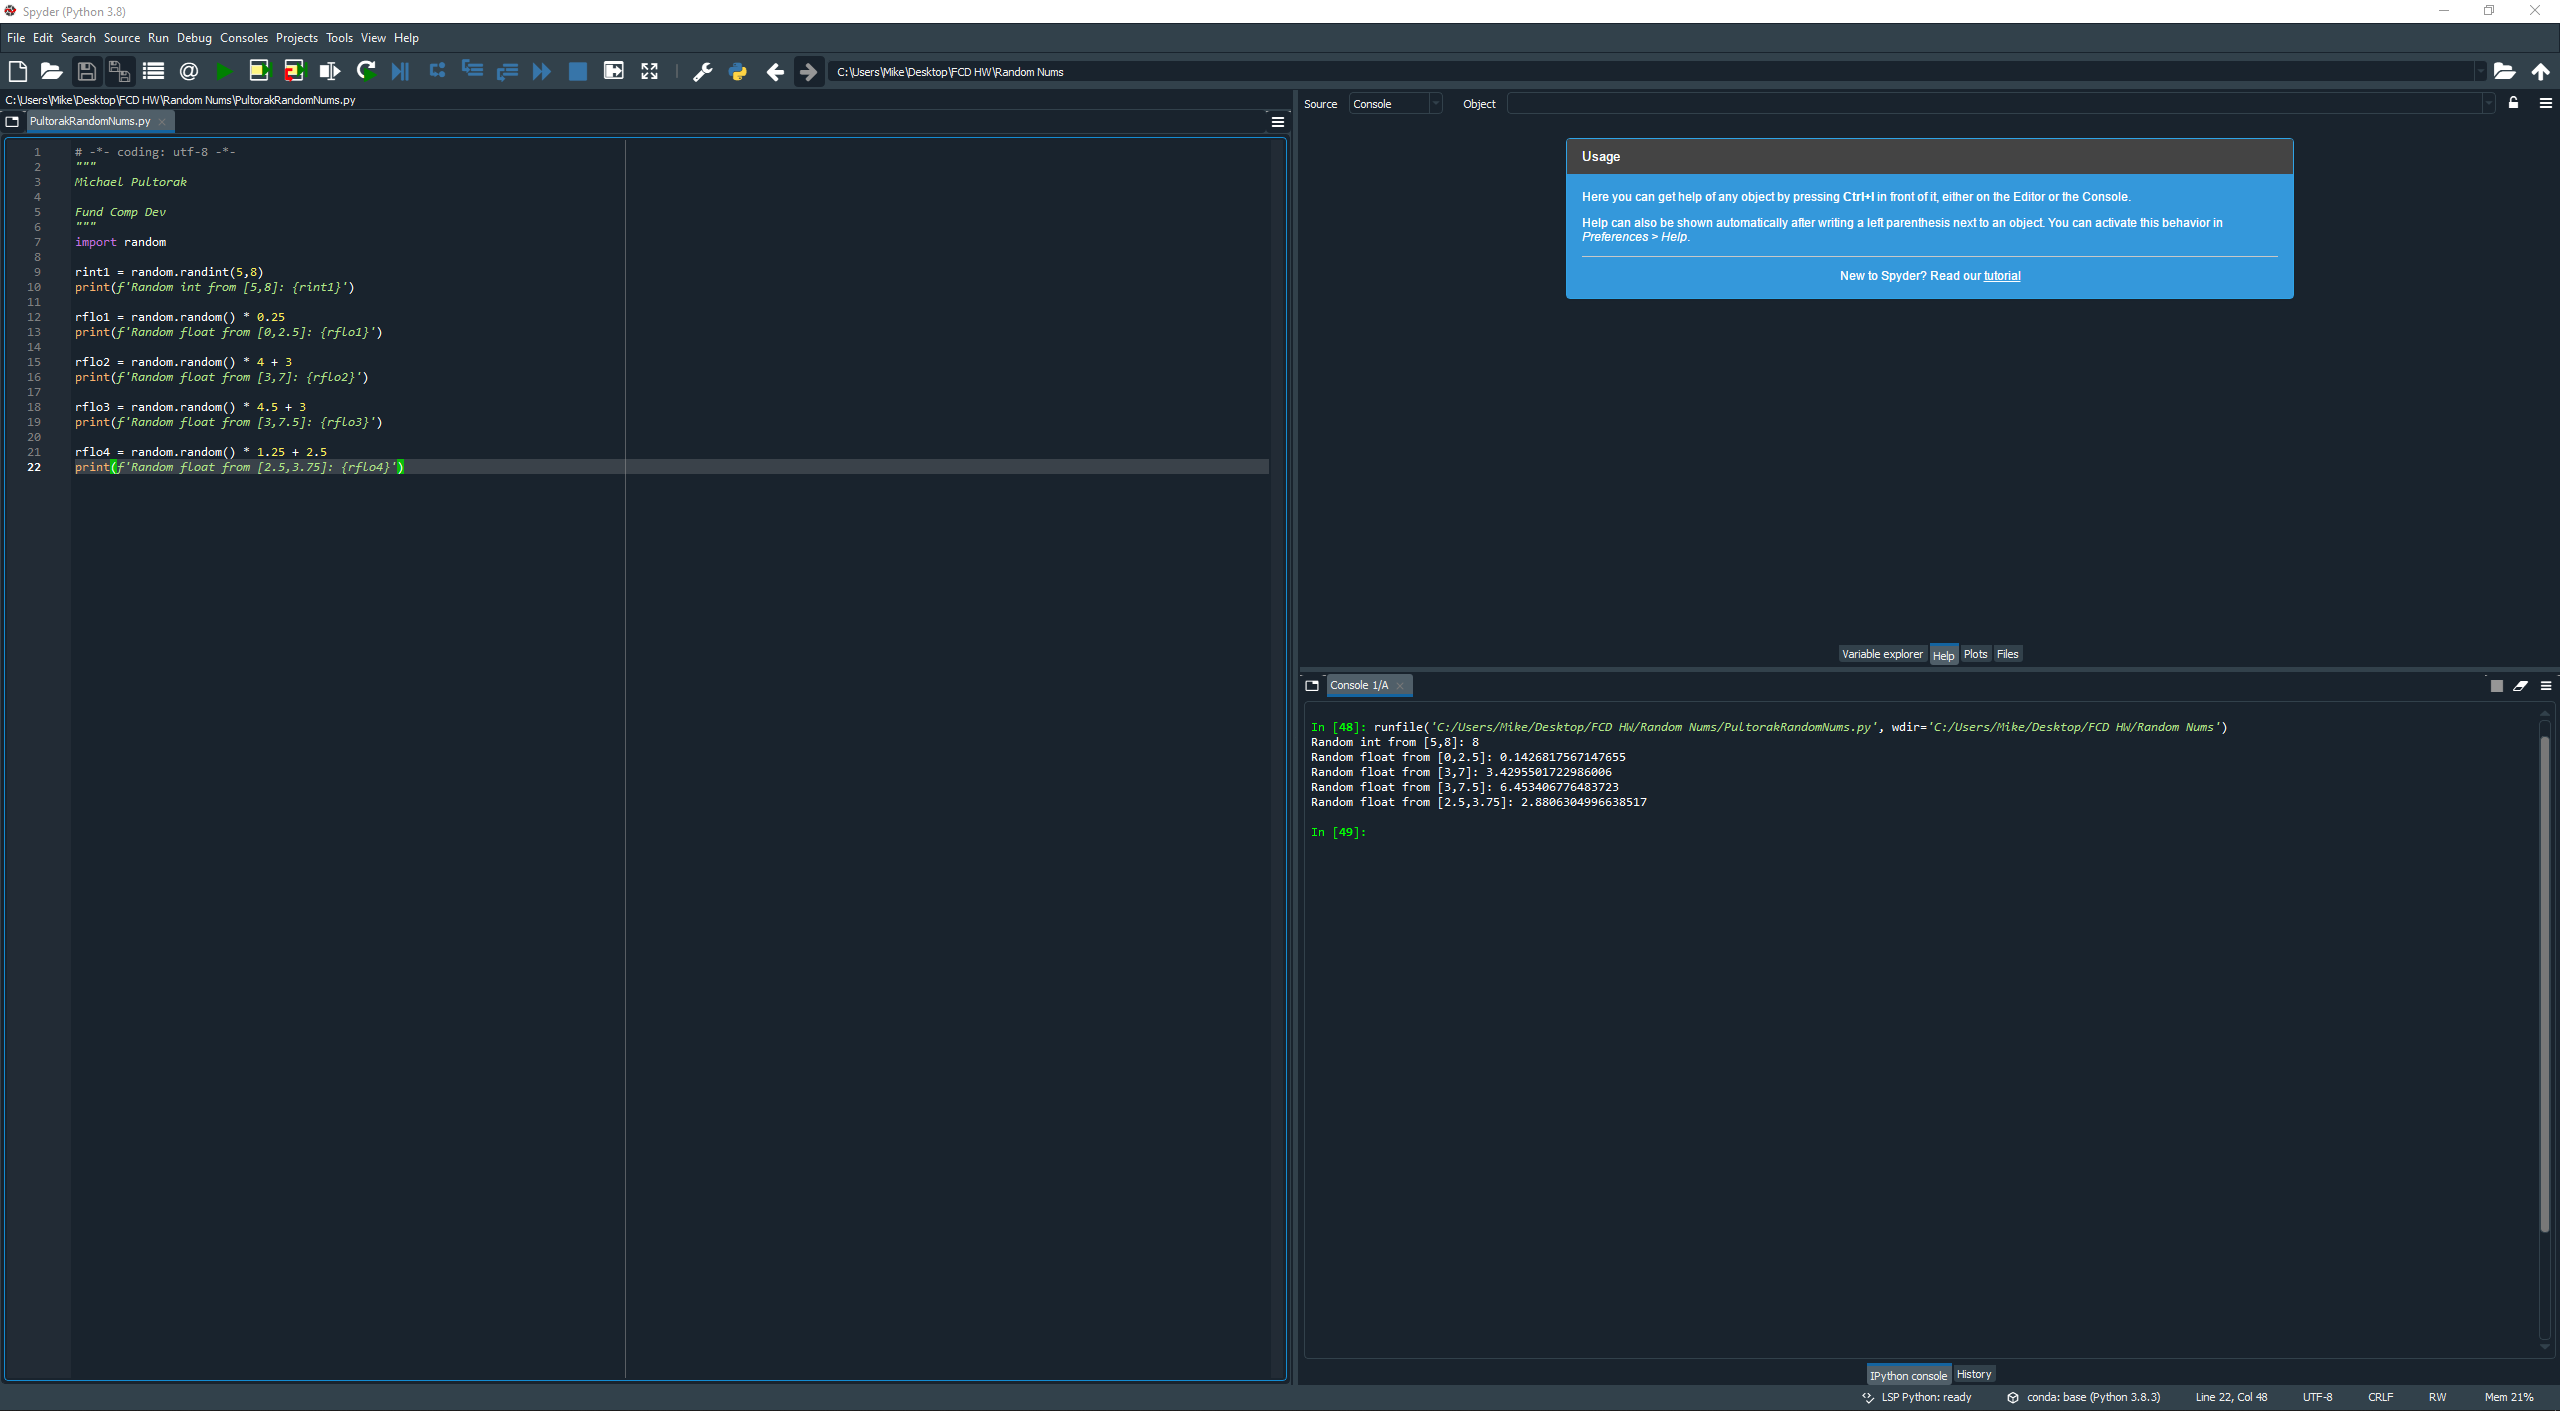 Spyder (Python 3.8)
File Edit Search Source Run Debug Consoles Projects Tools View Help
C:\Users\Mike\Desktop\FCD HW\Random Nums
C:\Users\Mike\Desktop\FCD HW\Random Nums\PultorakRandomNums.py
PultorakRandomNums.py
1 # -*- coding: utf-8 -*-
2 """
3 Michael Pultorak
4
5 Fund Comp Dev
6 """
7 import random
8
9 rint1 = random.randint(5,8)
10 print(f'Random int from [5,8]: {rint1}')
11
12 rflo1 = random.random() * 0.25
13 print(f'Random float from [0,2.5]: {rflo1}')
14
15 rflo2 = random.random() * 4 + 3
16 print(f'Random float from [3,7]: {rflo2}')
17
18 rflo3 = random.random() * 4.5 + 3
19 print(f'Random float from [3,7.5]: {rflo3}')
20
21 rflo4 = random.random() * 1.25 + 2.5
22 print(f'Random float from [2.5,3.75]: {rflo4}')
Source Console Object
Usage
Here you can get help of any object by pressing Ctrl+I in front of it, either on the Editor or the Console.
Help can also be shown automatically after writing a left parenthesis next to an object. You can activate this behavior in
Preferences > Help.
New to Spyder? Read our tutorial
Variable explorer Help Plots Files
Console 1/A
In [48]: runfile('C:/Users/Mike/Desktop/FCD HW/Random Nums/PultorakRandomNums.py', wdir='C:/Users/Mike/Desktop/FCD HW/Random Nums')
Random int from [5,8]: 8
Random float from [0,2.5]: 0.1426817567147655
Random float from [3,7]: 3.4295501722986006
Random float from [3,7.5]: 6.453406776483723
Random float from [2.5,3.75]: 2.8806304996638517
In [49]:
IPython console History
LSP Python: ready conda: base (Python 3.8.3) Line 22, Col 48 UTF-8 CRLF RW Mem 21%